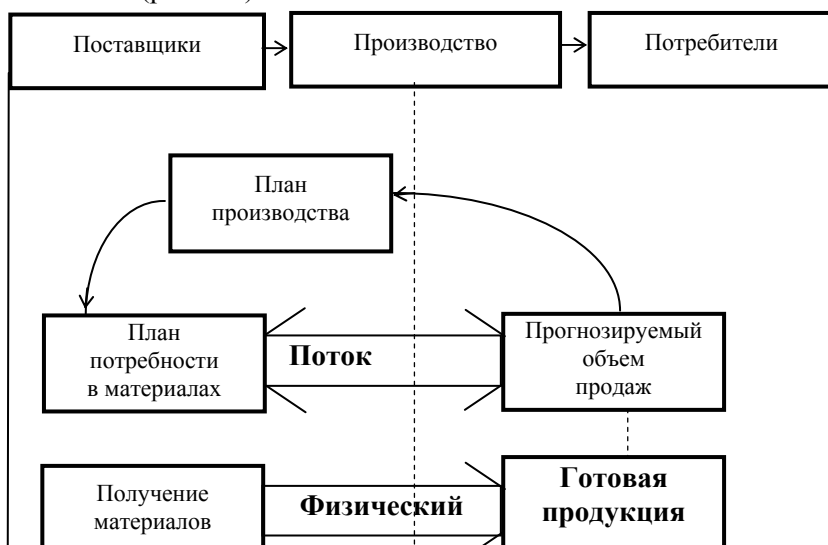 Поставщики
Производство
Потребители
План
производства
План
потребности
в материалах
Поток
Прогнозируемый
объем
продаж
Получение
материалов
Физический
Готовая
продукция